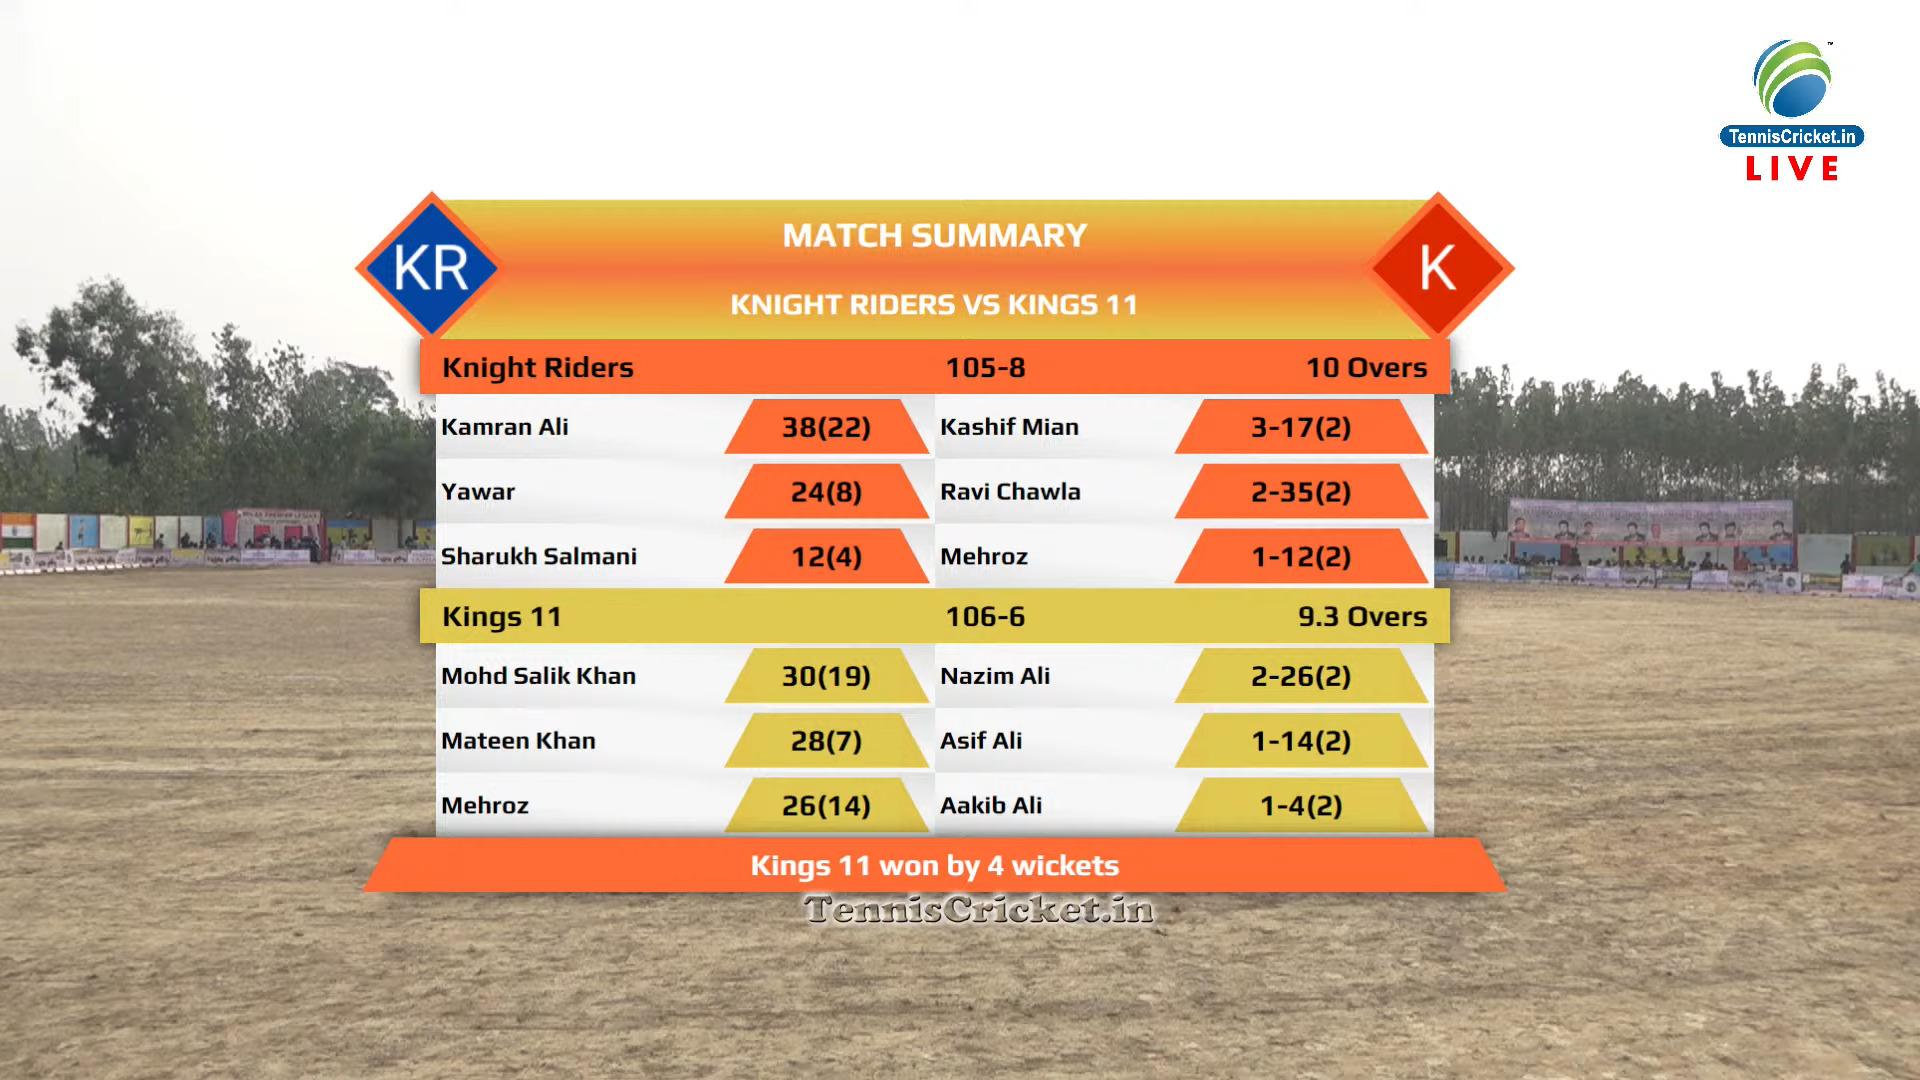 TennisCricket.in
LIVE
KR
MATCH SUMMARY
K
KNIGHT RIDERS VS KINGS 11
Knight Riders 105-8 10 Overs
Kamran Ali 38(22) Kashif Mian 3-17(2)
Yawar 24(8) Ravi Chawla 2-35(2)
Sharukh Salmani 12(4) Mehroz 1-12(2)
Kings 11 106-6 9.3 Overs
Mohd Salik Khan 30(19) Nazim Ali 2-26(2)
Mateen Khan 28(7) Asif Ali 1-14(2)
Mehroz 26(14) Aakib Ali 1-4(2)
Kings 11 won by 4 wickets
TennisCricket.in